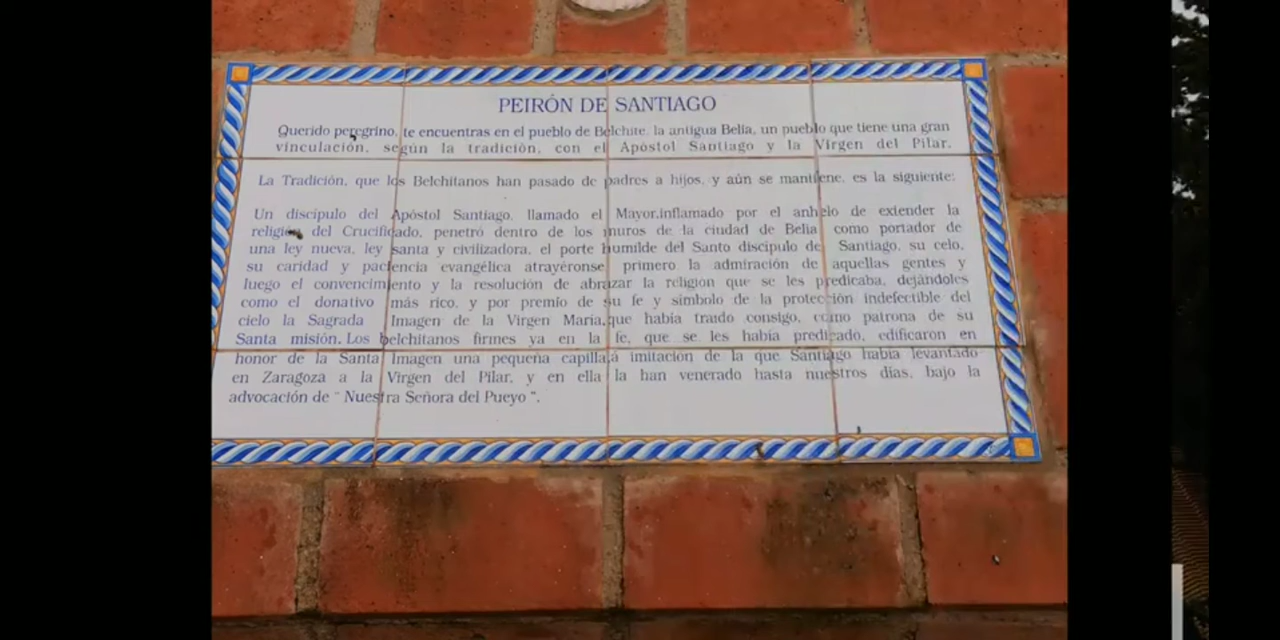 PEIRÓN DE SANTIAGO
Querido peregrino, te encuentras en el pueblo de Belchite, la antigua Belia, un pueblo que tiene una gran
vinculación, según la tradición, con el Apóstol Santiago y la Virgen del Pilar.
La Tradición, que los Belchitanos han pasado de padres a hijos, y aún se mantiene, es la siguiente:
Un discípulo del Apóstol Santiago, llamado el Mayor,inflamado por el anhelo de extender la
religión del Crucificado, penetró dentro de los muros de la ciudad de Belia como portador de
una ley nueva, ley santa y civilizadora, el porte humilde del Santo discípulo de Santiago, su celo,
su caridad y paciencia evangélica atrayéronse primero la admiración de aquellas gentes y
luego el convencimiento y la resolución de abrazar la religión que se les predicaba, dejándoles
como el donativo más rico, y por premio de su fe y símbolo de la protección indefectible del
cielo la Sagrada Imagen de la Virgen María,que había traído consigo, como patrona de su
Santa misión. Los belchitanos firmes ya en la fe, que se les había predicado, edificaron en
honor de la Santa Imagen una pequeña capilla,á imitación de la que Santiago había levantado
en Zaragoza a la Virgen del Pilar, y en ella la han venerado hasta nuestros días, bajo la
advocación de " Nuestra Señora del Pueyo ".